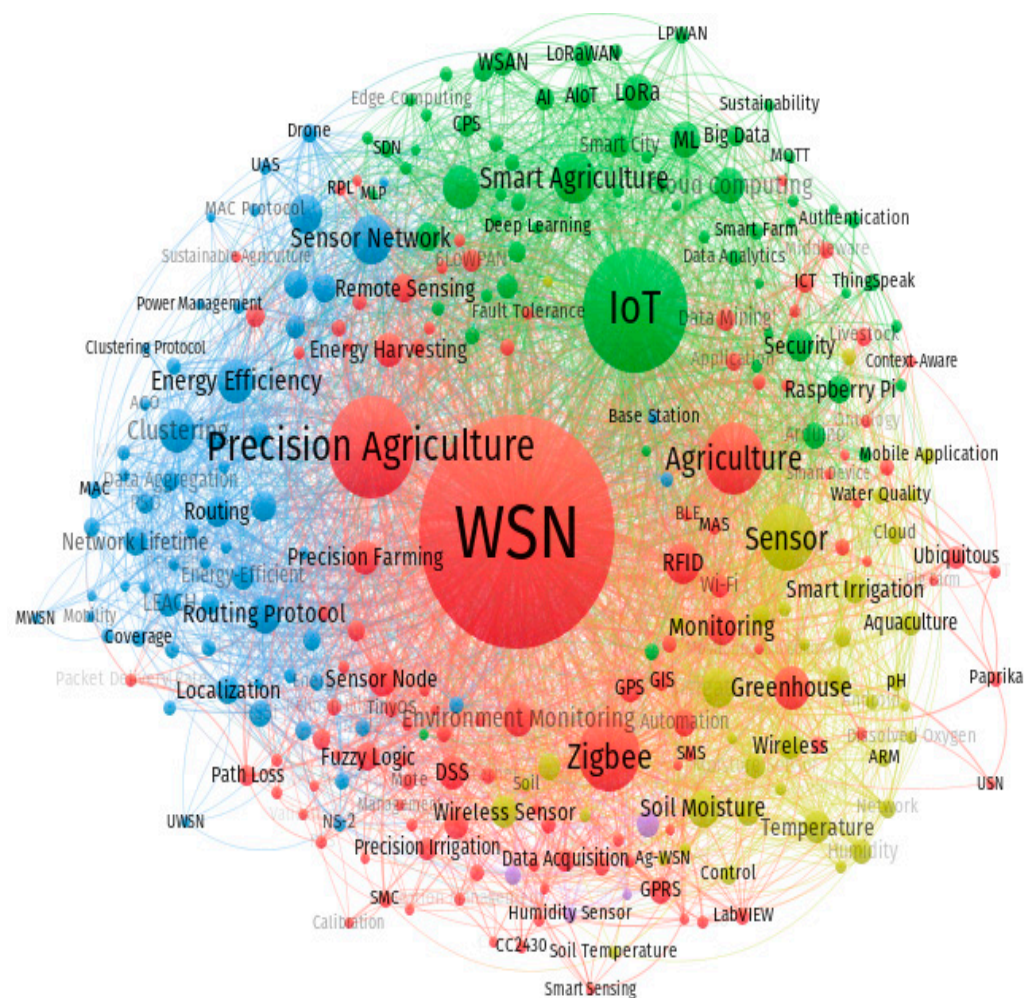 LPWAN
WSAN
LoRaWAN
Edge Computing
AI
AIoT
LoRa
Sustainability
Drone
CPS
SDN
Smart City
ML
Big Data
UAS
RPL
MLP
Smart Agriculture
Cloud Computing
MQTT
MAC Protocol
Sensor Network
Deep Learning
Smart Farm
Authentication
Sustainable Agriculture
6LOWPAN
Data Analytics
Middleware
Power Management
Remote Sensing
Fault Tolerance
IoT
Data Mining
ICT
ThingSpeak
Clustering Protocol
Energy Harvesting
Application
Security
Livestock
Context-Aware
Energy Efficiency
Raspberry Pi
ACO
Clustering
Precision Agriculture
Base Station
Agriculture
Arduino
Ontology
Mobile Application
Data Aggregation
Smart Device
MAC
PSO
Routing
WSN
BLE
MAS
Sensor
Water Quality
Cloud
Network Lifetime
Precision Farming
RFID
Ubiquitous
Energy Efficient
Wi-Fi
Smart Irrigation
Pig Farm
LEACH
MWSN
Mobility
Routing Protocol
Monitoring
Aquaculture
Coverage
Packet Delivery Rate
Localization
Sensor Node
GPS
GIS
Greenhouse
pH
Paprika
TinyOS
Environment Monitoring
Automation
Dissolved Oxygen
Fuzzy Logic
Zigbee
SMS
Wireless
ARM
Path Loss
Mote
DSS
Soil
USN
UWSN
NS-2
Management
Wireless Sensor
Soil Moisture
Network
Temperature
Precision Irrigation
Data Acquisition
Ag-WSN
Humidity
Control
SMC
GPRS
Calibration
Humidity Sensor
LabVIEW
CC2430
Soil Temperature
Smart Sensing